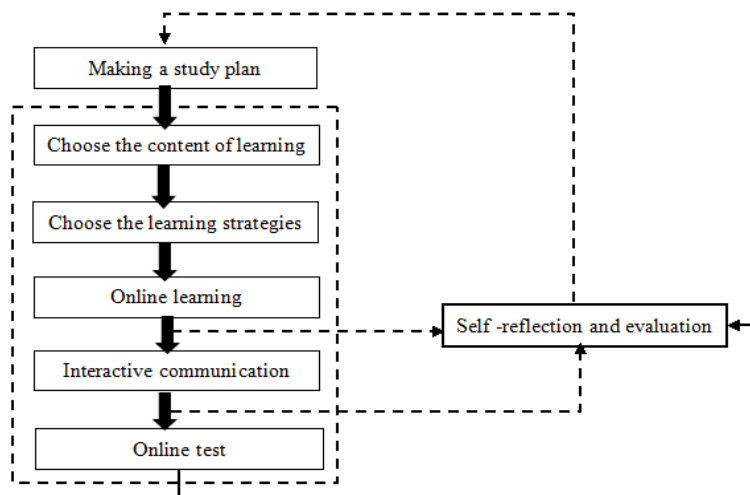 Making a study plan
Choose the content of learning
Choose the learning strategies
Online learning
Self -reflection and evaluation
Interactive communication
Online test